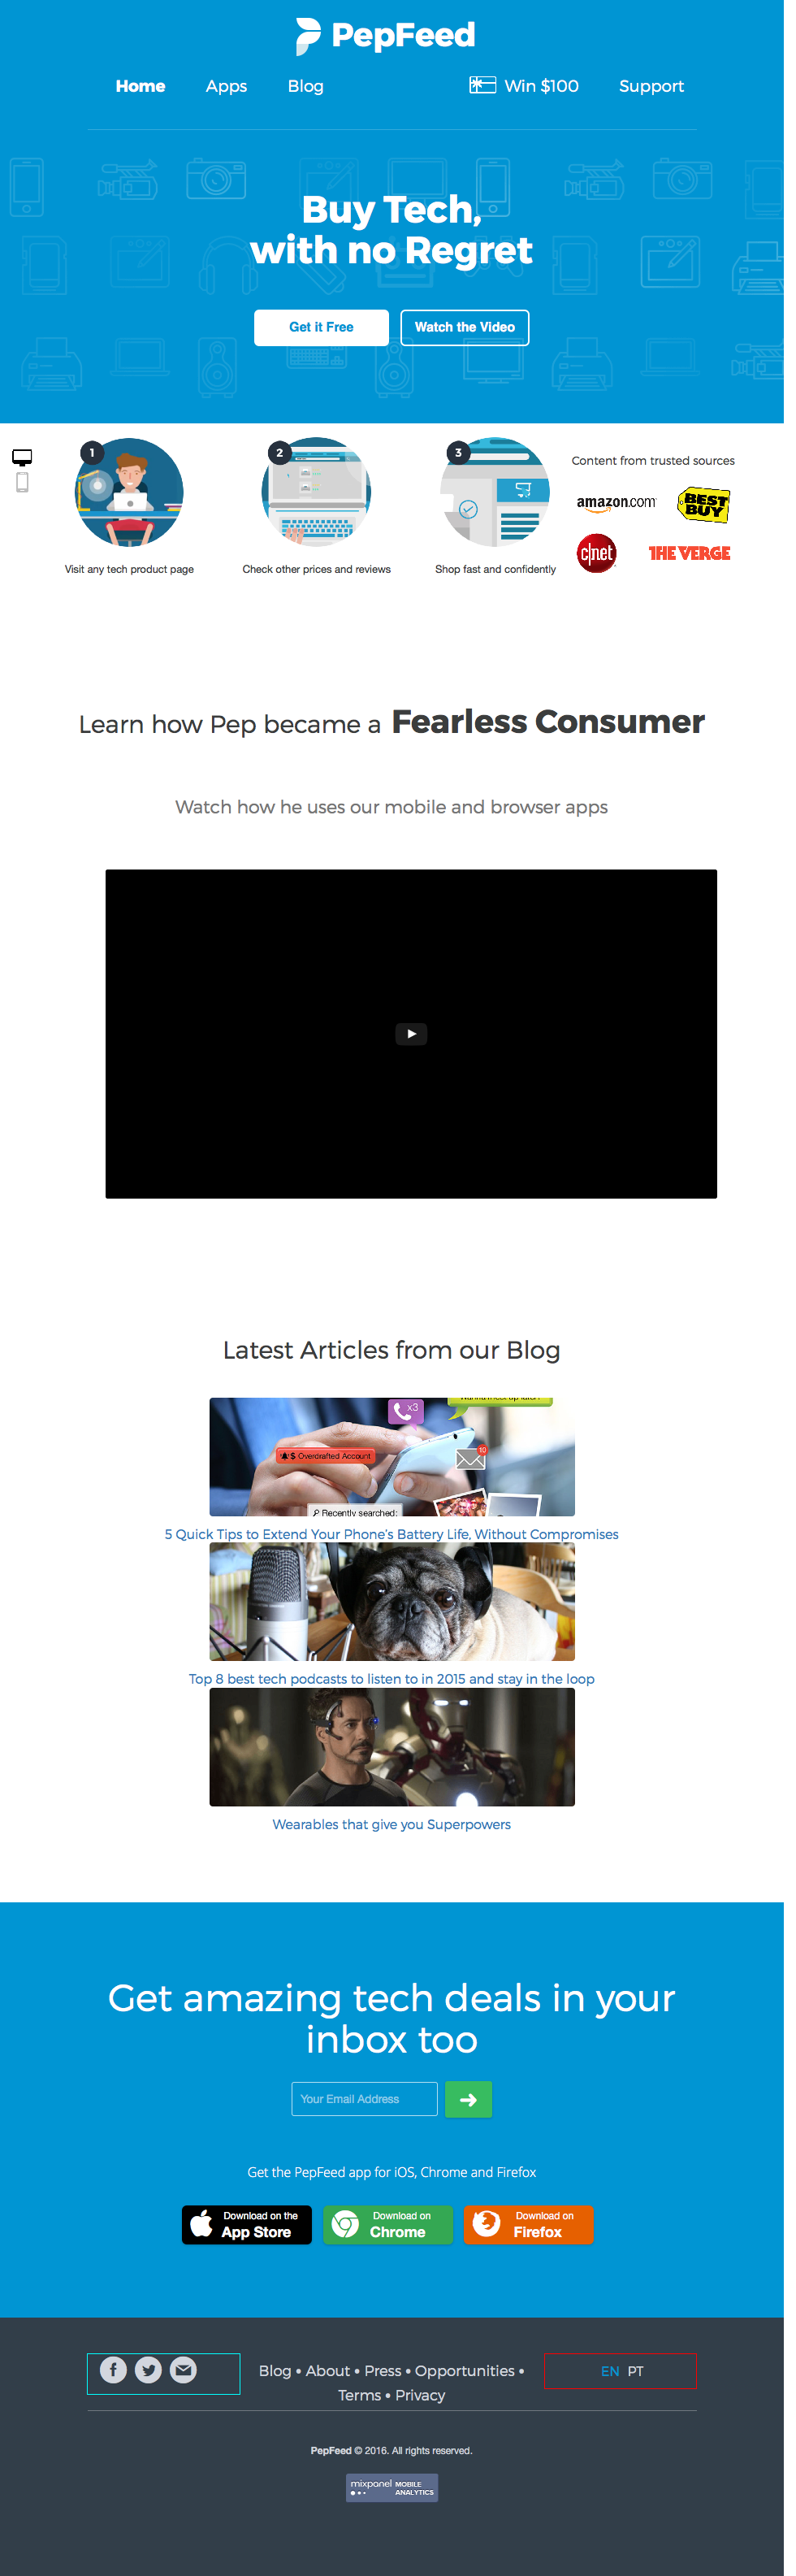 PepFeed
Home
Apps
Blog
Win $100
Support
Buy Tech,
with no Regret
Get it Free
Watch the Video
1
2
3
Visit any tech product page
Check other prices and reviews
Shop fast and confidently
Content from trusted sources
amazon.com
BEST
BUY
c|net
THE VERGE
Learn how Pep became a Fearless Consumer
Watch how he uses our mobile and browser apps
Latest Articles from our Blog
x3
$ Overdrafted Account
10
Recently searched:
5 Quick Tips to Extend Your Phone's Battery Life, Without Compromises
Top 8 best tech podcasts to listen to in 2015 and stay in the loop
Wearables that give you Superpowers
Get amazing tech deals in your
inbox too
Your Email Address
Get the PepFeed app for iOS, Chrome and Firefox
Download on the
App Store
Download on
Chrome
Download on
Firefox
Blog • About • Press • Opportunities •
Terms • Privacy
EN PT
PepFeed © 2016. All rights reserved.
mixpanel MOBILE
ANALYTICS